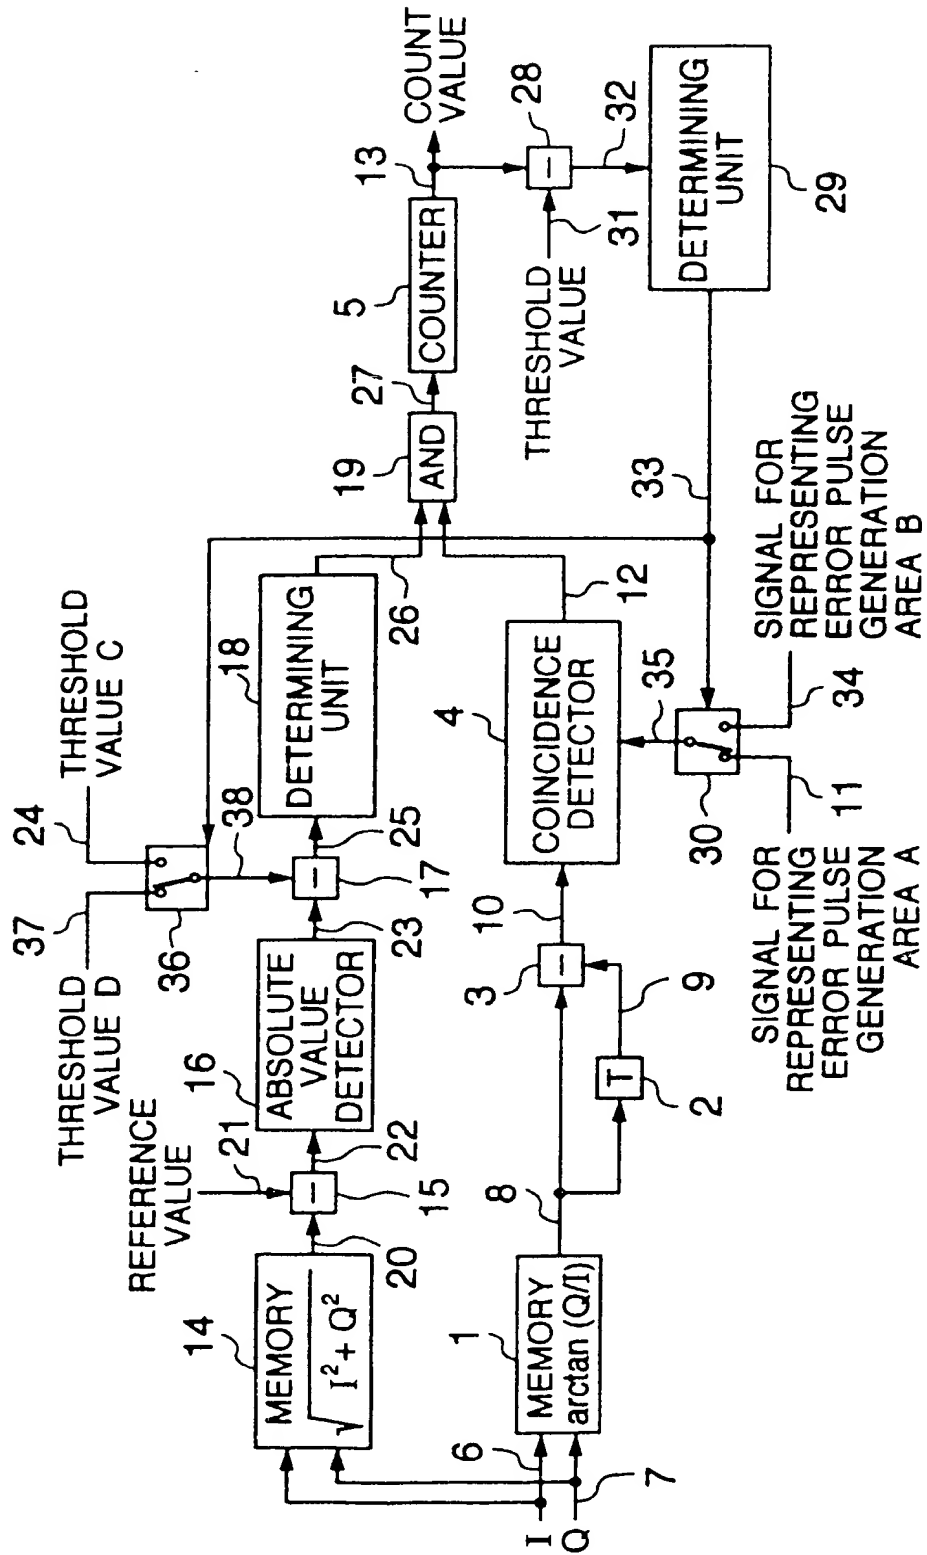 I
Q
6
7
14
MEMORY
√I² + Q²
20
REFERENCE
VALUE
21
15
22
16
ABSOLUTE
VALUE
DETECTOR
23
THRESHOLD
VALUE D
37
THRESHOLD
VALUE C
24
36
38
17
25
18
DETERMINING
UNIT
26
1
MEMORY
arctan (Q/I)
8
T
2
9
3
10
4
COINCIDENCE
DETECTOR
12
35
30
SIGNAL FOR
REPRESENTING
ERROR PULSE
GENERATION
AREA A
11
SIGNAL FOR
REPRESENTING
ERROR PULSE
GENERATION
AREA B
34
33
19
AND
27
5
COUNTER
13
COUNT
VALUE
28
THRESHOLD
VALUE
31
32
DETERMINING
UNIT
29
−
−
−
−